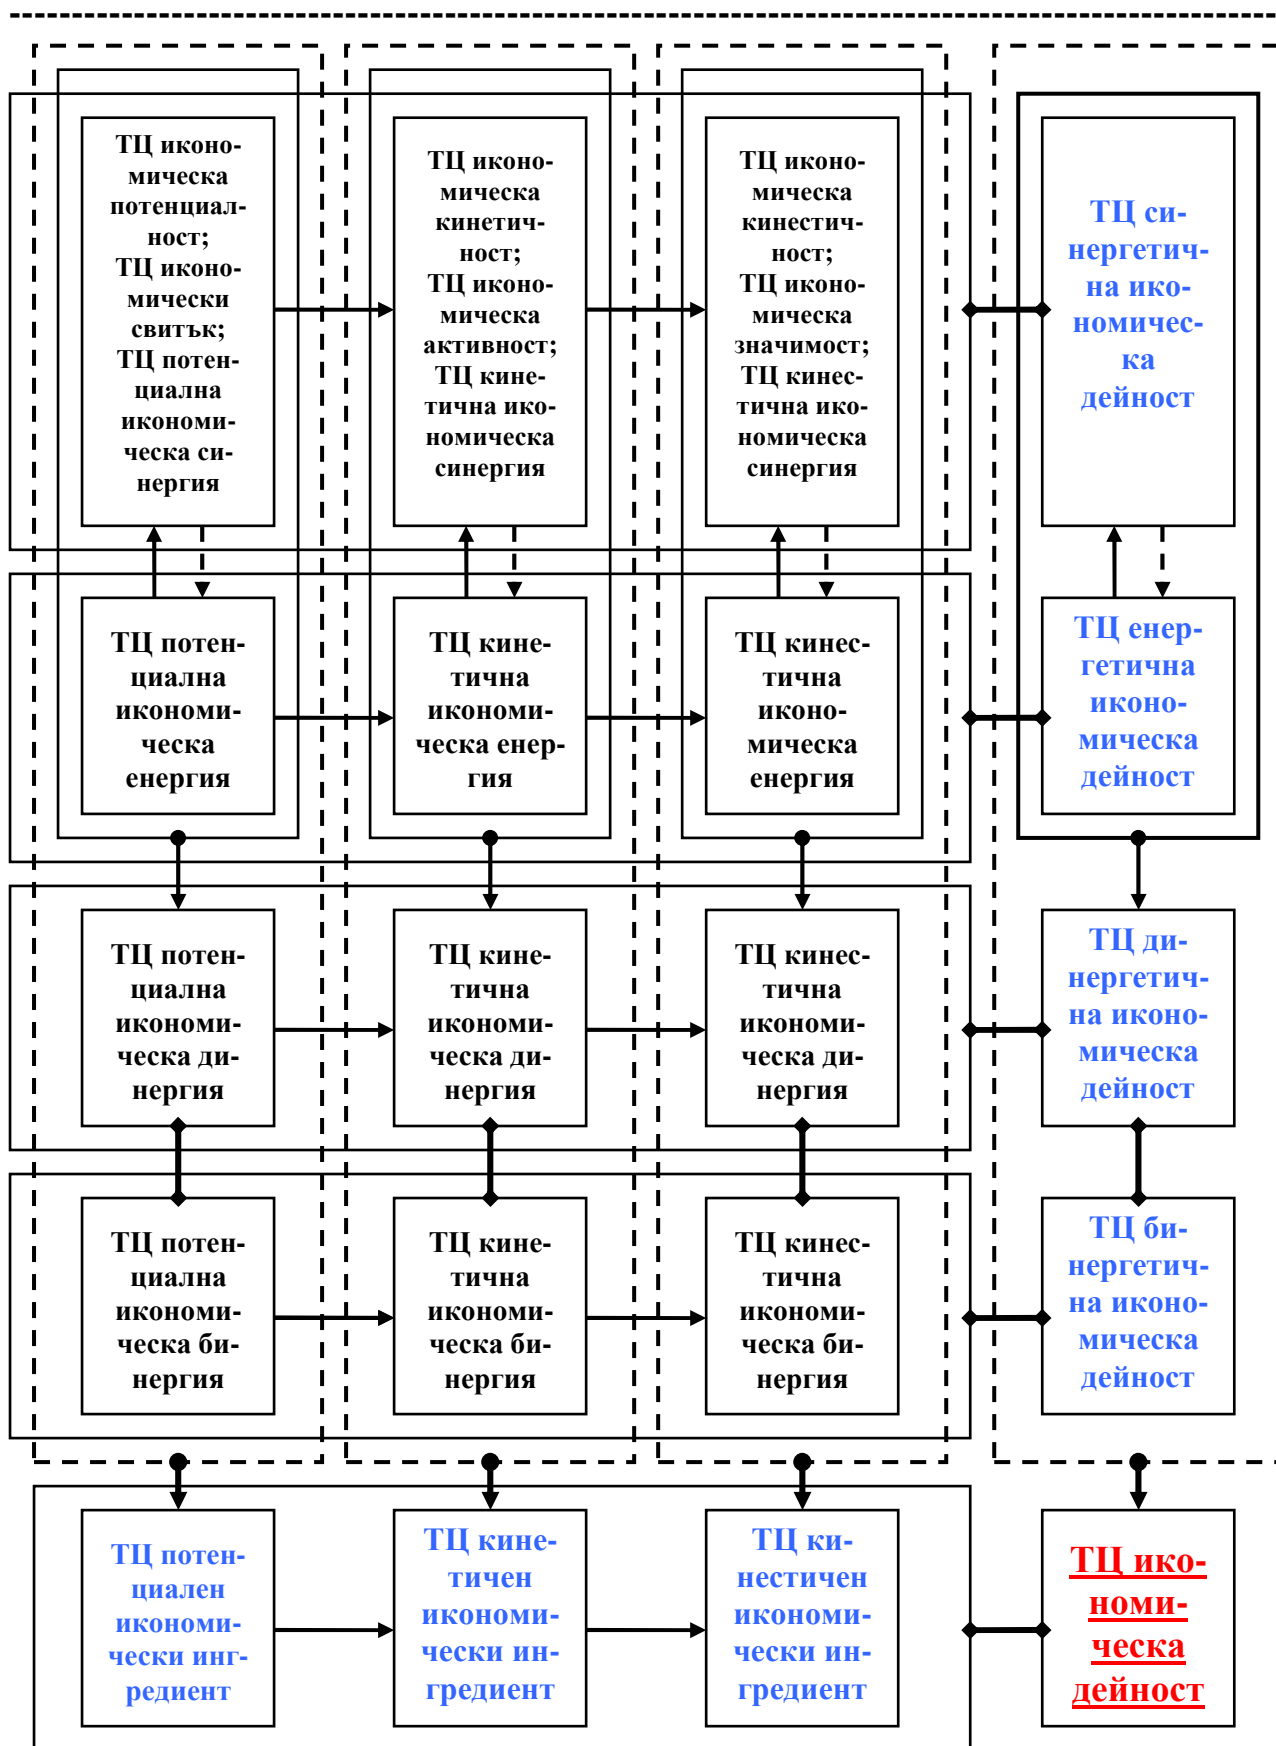 ТЦ иконо-
мическа
потенциал-
ност;
ТЦ иконо-
мически
свитък;
ТЦ потен-
циална
икономи-
ческа си-
нергия
ТЦ иконо-
мическа
кинетич-
ност;
ТЦ иконо-
мическа
активност;
ТЦ кине-
тична ико-
номическа
синергия
ТЦ иконо-
мическа
кинестич-
ност;
ТЦ иконо-
мическа
значимост;
ТЦ кинес-
тична ико-
номическа
синергия
ТЦ си-
нергетич-
на ико-
номичес-
ка
дейност
ТЦ потен-
циална
икономи-
ческа
енергия
ТЦ кине-
тична
икономи-
ческа енер-
гия
ТЦ кинес-
тична
иконо-
мическа
енергия
ТЦ енер-
гетична
иконо-
мическа
дейност
ТЦ потен-
циална
икономи-
ческа ди-
нергия
ТЦ кине-
тична
икономи-
ческа ди-
нергия
ТЦ кинес-
тична
икономи-
ческа ди-
нергия
ТЦ ди-
нергетич-
на иконо-
мическа
дейност
ТЦ потен-
циална
икономи-
ческа би-
нергия
ТЦ кине-
тична
икономи-
ческа би-
нергия
ТЦ кинес-
тична
икономи-
ческа би-
нергия
ТЦ би-
нергетич-
на иконо-
мическа
дейност
ТЦ потен-
циален
икономи-
чески инг-
редиент
ТЦ кине-
тичен
икономи-
чески ин-
гредиент
ТЦ ки-
нестичен
икономи-
чески ин-
гредиент
ТЦ ико-
номи-
ческа
дейност